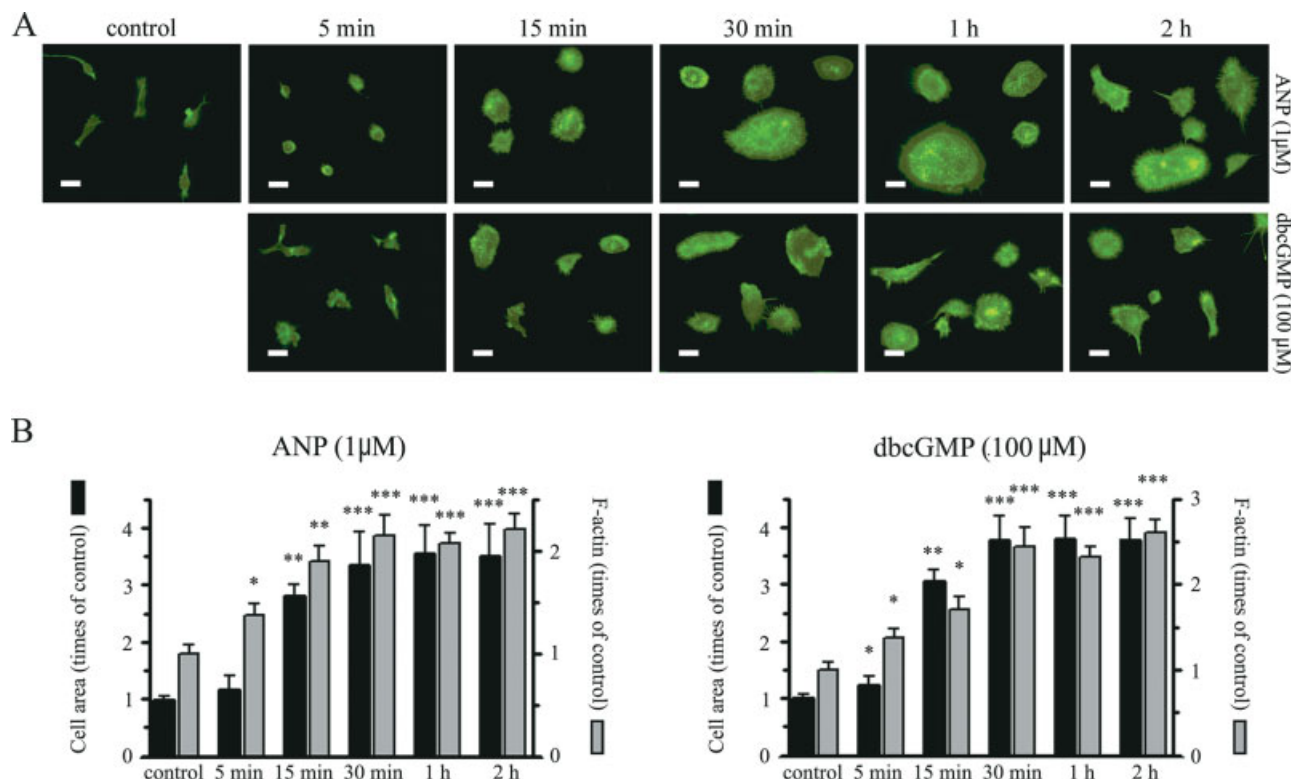 A
control 5 min 15 min 30 min 1 h 2 h
ANP (1µM)
dbcGMP (100 µM)
B
ANP (1µM)
Cell area (times of control)
4
3
2
1
0
*
**
**
***
***
***
***
***
***
2
1
0
F-actin (times of control)
control 5 min 15 min 30 min 1 h 2 h
dbcGMP (100 µM)
Cell area (times of control)
4
3
2
1
0
*
*
**
*
***
***
***
***
***
***
3
2
1
0
F-actin (times of control)
control 5 min 15 min 30 min 1 h 2 h